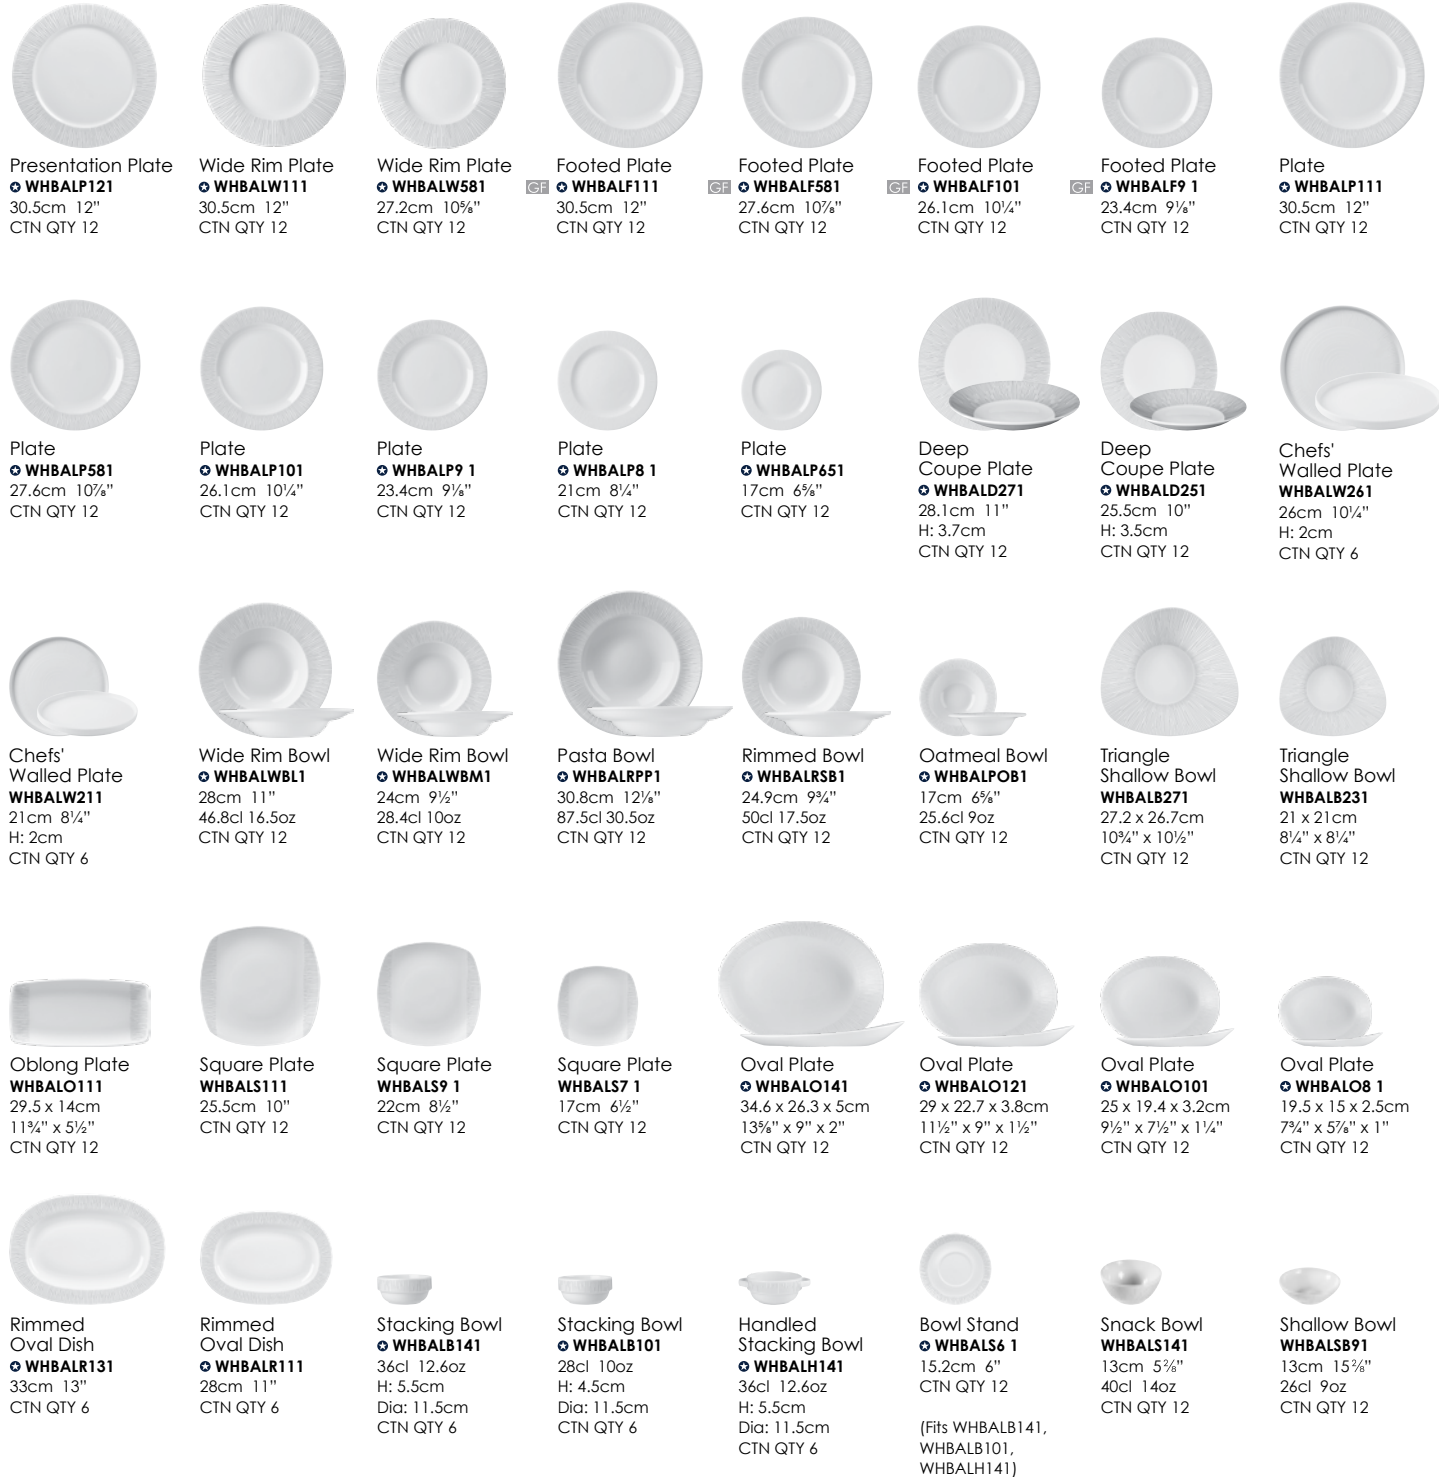 Presentation Plate
✪ WHBALP121
30.5cm 12”
CTN QTY 12
Wide Rim Plate
✪ WHBALW111
30.5cm 12”
CTN QTY 12
Wide Rim Plate
✪ WHBALW581
27.2cm 10⅝”
CTN QTY 12
Footed Plate
GF ✪ WHBALF111
30.5cm 12”
CTN QTY 12
Footed Plate
GF ✪ WHBALF581
27.6cm 10⅞”
CTN QTY 12
Footed Plate
GF ✪ WHBALF101
26.1cm 10¼”
CTN QTY 12
Footed Plate
GF ✪ WHBALF9 1
23.4cm 9⅛”
CTN QTY 12
Plate
✪ WHBALP111
30.5cm 12”
CTN QTY 12
Plate
✪ WHBALP581
27.6cm 10⅞”
CTN QTY 12
Plate
✪ WHBALP101
26.1cm 10¼”
CTN QTY 12
Plate
✪ WHBALP9 1
23.4cm 9⅛”
CTN QTY 12
Plate
✪ WHBALP8 1
21cm 8¼”
CTN QTY 12
Plate
✪ WHBALP651
17cm 6⅝”
CTN QTY 12
Deep
Coupe Plate
✪ WHBALD271
28.1cm 11”
H: 3.7cm
CTN QTY 12
Deep
Coupe Plate
✪ WHBALD251
25.5cm 10”
H: 3.5cm
CTN QTY 12
Chefs'
Walled Plate
WHBALW261
26cm 10¼”
H: 2cm
CTN QTY 6
Chefs'
Walled Plate
WHBALW211
21cm 8¼”
H: 2cm
CTN QTY 6
Wide Rim Bowl
✪ WHBALWBL1
28cm 11”
46.8cl 16.5oz
CTN QTY 12
Wide Rim Bowl
✪ WHBALWBM1
24cm 9½”
28.4cl 10oz
CTN QTY 12
Pasta Bowl
✪ WHBALRPP1
30.8cm 12⅛”
87.5cl 30.5oz
CTN QTY 12
Rimmed Bowl
✪ WHBALRSB1
24.9cm 9¾”
50cl 17.5oz
CTN QTY 12
Oatmeal Bowl
✪ WHBALPOB1
17cm 6⅝”
25.6cl 9oz
CTN QTY 12
Triangle
Shallow Bowl
WHBALB271
27.2 x 26.7cm
10¾” x 10½”
CTN QTY 12
Triangle
Shallow Bowl
WHBALB231
21 x 21cm
8¼” x 8¼”
CTN QTY 12
Oblong Plate
WHBALO111
29.5 x 14cm
11¾” x 5½”
CTN QTY 12
Square Plate
WHBALS111
25.5cm 10”
CTN QTY 12
Square Plate
WHBALS9 1
22cm 8½”
CTN QTY 12
Square Plate
WHBALS7 1
17cm 6½”
CTN QTY 12
Oval Plate
✪ WHBALO141
34.6 x 26.3 x 5cm
13⅝” x 9” x 2”
CTN QTY 12
Oval Plate
✪ WHBALO121
29 x 22.7 x 3.8cm
11½” x 9” x 1½”
CTN QTY 12
Oval Plate
✪ WHBALO101
25 x 19.4 x 3.2cm
9½” x 7½” x 1¼”
CTN QTY 12
Oval Plate
✪ WHBALO8 1
19.5 x 15 x 2.5cm
7¾” x 5⅞” x 1”
CTN QTY 12
Rimmed
Oval Dish
✪ WHBALR131
33cm 13”
CTN QTY 6
Rimmed
Oval Dish
✪ WHBALR111
28cm 11”
CTN QTY 6
Stacking Bowl
✪ WHBALB141
36cl 12.6oz
H: 5.5cm
Dia: 11.5cm
CTN QTY 6
Stacking Bowl
✪ WHBALB101
28cl 10oz
H: 4.5cm
Dia: 11.5cm
CTN QTY 6
Handled
Stacking Bowl
✪ WHBALH141
36cl 12.6oz
H: 5.5cm
Dia: 11.5cm
CTN QTY 6
Bowl Stand
✪ WHBALS6 1
15.2cm 6”
CTN QTY 12
(Fits WHBALB141,
WHBALB101,
WHBALH141)
Snack Bowl
WHBALS141
13cm 5²⁄₈”
40cl 14oz
CTN QTY 12
Shallow Bowl
WHBALSB91
13cm 15²⁄₈”
26cl 9oz
CTN QTY 12